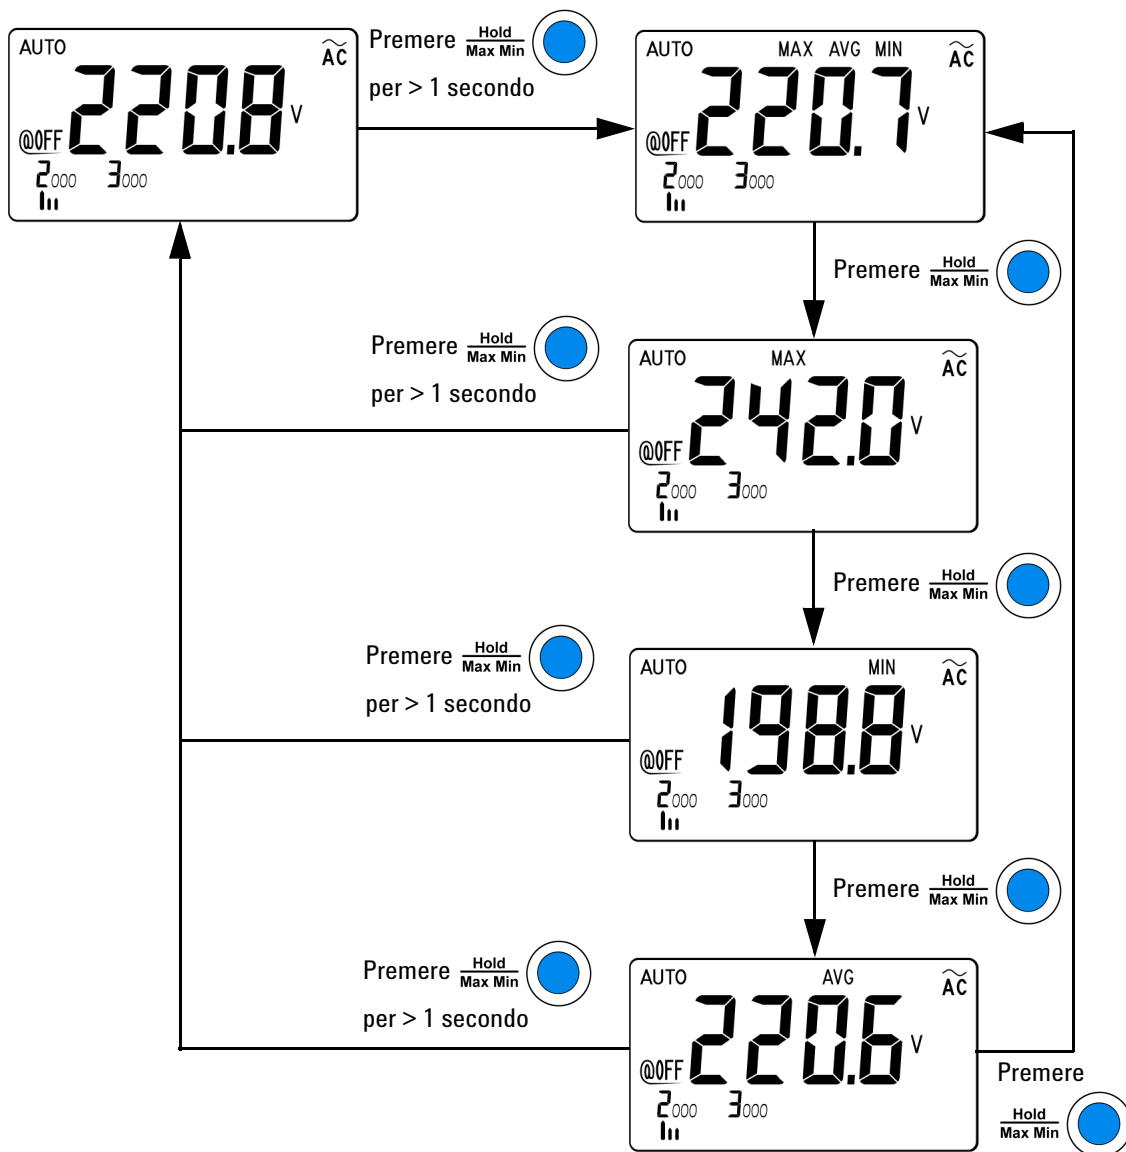 AUTO AC
220.8 V
@OFF
2000 3000
Premere Hold
Max Min
per > 1 secondo
AUTO MAX AVG MIN AC
220.7 V
@OFF
2000 3000
Premere Hold
Max Min
Premere Hold
Max Min
per > 1 secondo
AUTO MAX AC
242.0 V
@OFF
2000 3000
Premere Hold
Max Min
Premere Hold
Max Min
per > 1 secondo
AUTO MIN AC
198.8 V
@OFF
2000 3000
Premere Hold
Max Min
Premere Hold
Max Min
per > 1 secondo
AUTO AVG AC
220.6 V
@OFF
2000 3000
Premere
Hold
Max Min